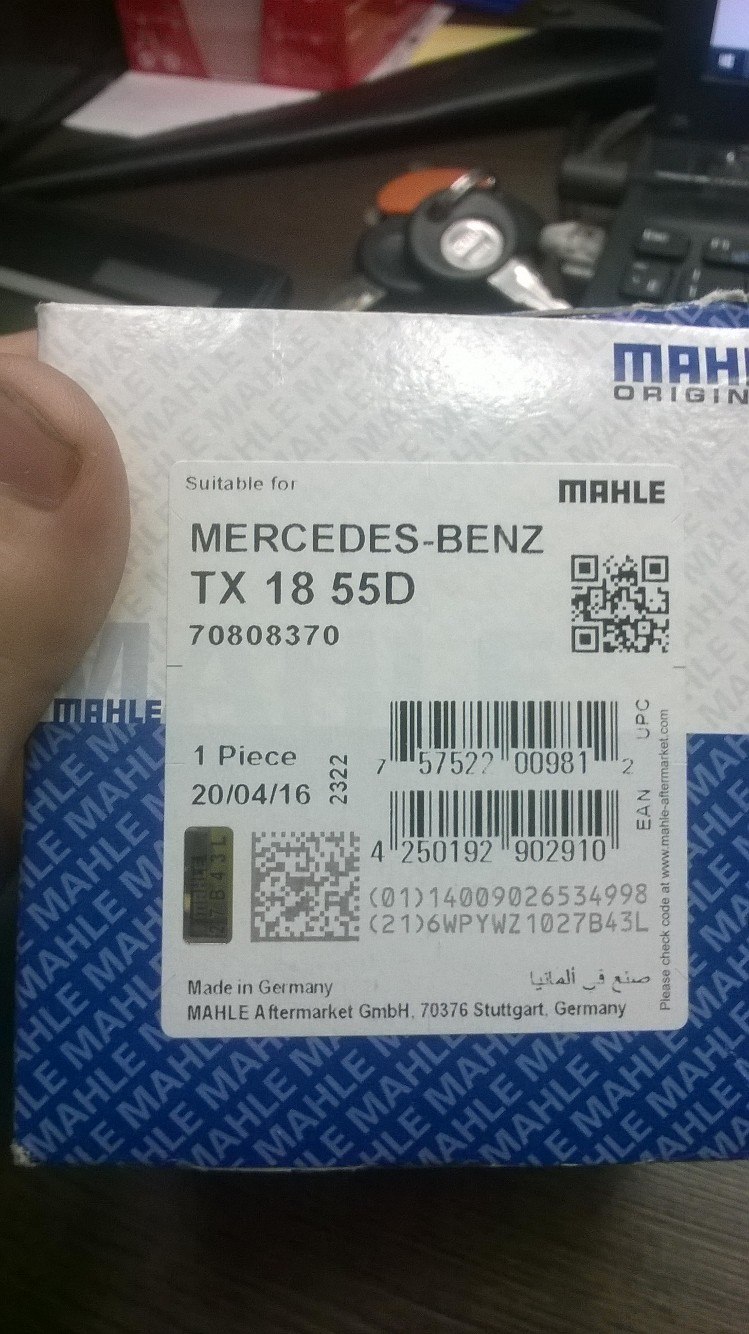 MAHL
ORIGIN
Suitable for
MAHLE
MERCEDES-BENZ
TX 18 55D
70808370
MAHLE
1 Piece
20/04/16
2322
7 57522 00981 2
UPC
4 250192 902910
EAN
(01)14009026534998
(21)6WPYWZ1027B43L
Please check code at www.mahle-aftermarket.com
Made in Germany
صنع في ألمانيا
MAHLE Aftermarket GmbH, 70376 Stuttgart, Germany